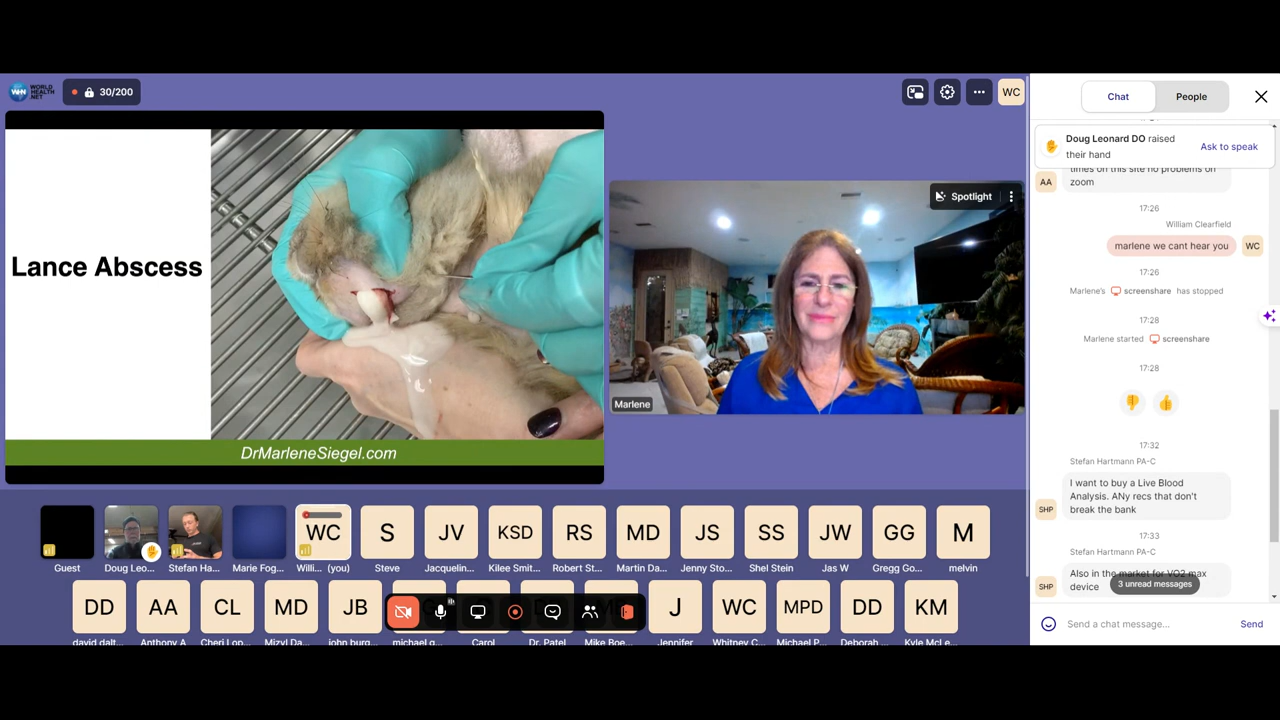 WORLD
HEALTH
.NET
30/200
WC
Lance Abscess
DrMarleneSiegel.com
Spotlight
Marlene
Chat
People
Doug Leonard DO raised
their hand
Ask to speak
times on this site no problems on
zoom
AA
17:26
William Clearfield
marlene we cant hear you
WC
17:26
Marlene's screenshare has stopped
17:28
Marlene started screenshare
17:28
17:32
Stefan Hartmann PA-C
I want to buy a Live Blood
Analysis. ANy recs that don't
break the bank
SHP
17:33
Stefan Hartmann PA-C
Also in the market for VO2 max
device
SHP
3 unread messages
Send a chat message...
Send
WC
S
JV
KSD
RS
MD
JS
SS
JW
GG
M
Guest
Doug Leo...
Stefan Ha...
Marie Fog...
Willi... (you)
Steve
Jacquelin...
Kilee Smit...
Robert St...
Martin Da...
Jenny Sto...
Shel Stein
Jas W
Gregg Go...
melvin
DD
AA
CL
MD
JB
J
WC
MPD
DD
KM
david dalt...
Anthony A
Cheri Lop...
Mizyl Da...
john burg...
michael g...
Carol
Dr. Patel
Mike Boe...
Jennifer
Whitney C...
Michael P...
Deborah ...
Kyle McLe...